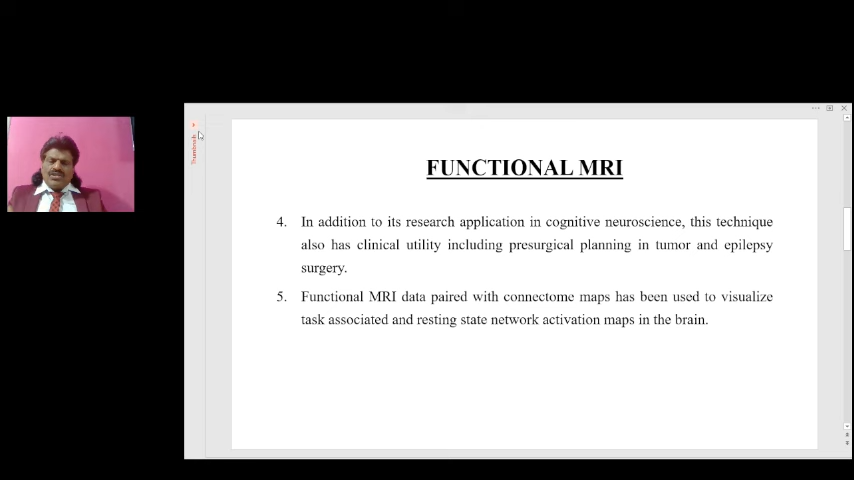 Thumbnails
FUNCTIONAL MRI
4. In addition to its research application in cognitive neuroscience, this technique
also has clinical utility including presurgical planning in tumor and epilepsy
surgery.
5. Functional MRI data paired with connectome maps has been used to visualize
task associated and resting state network activation maps in the brain.